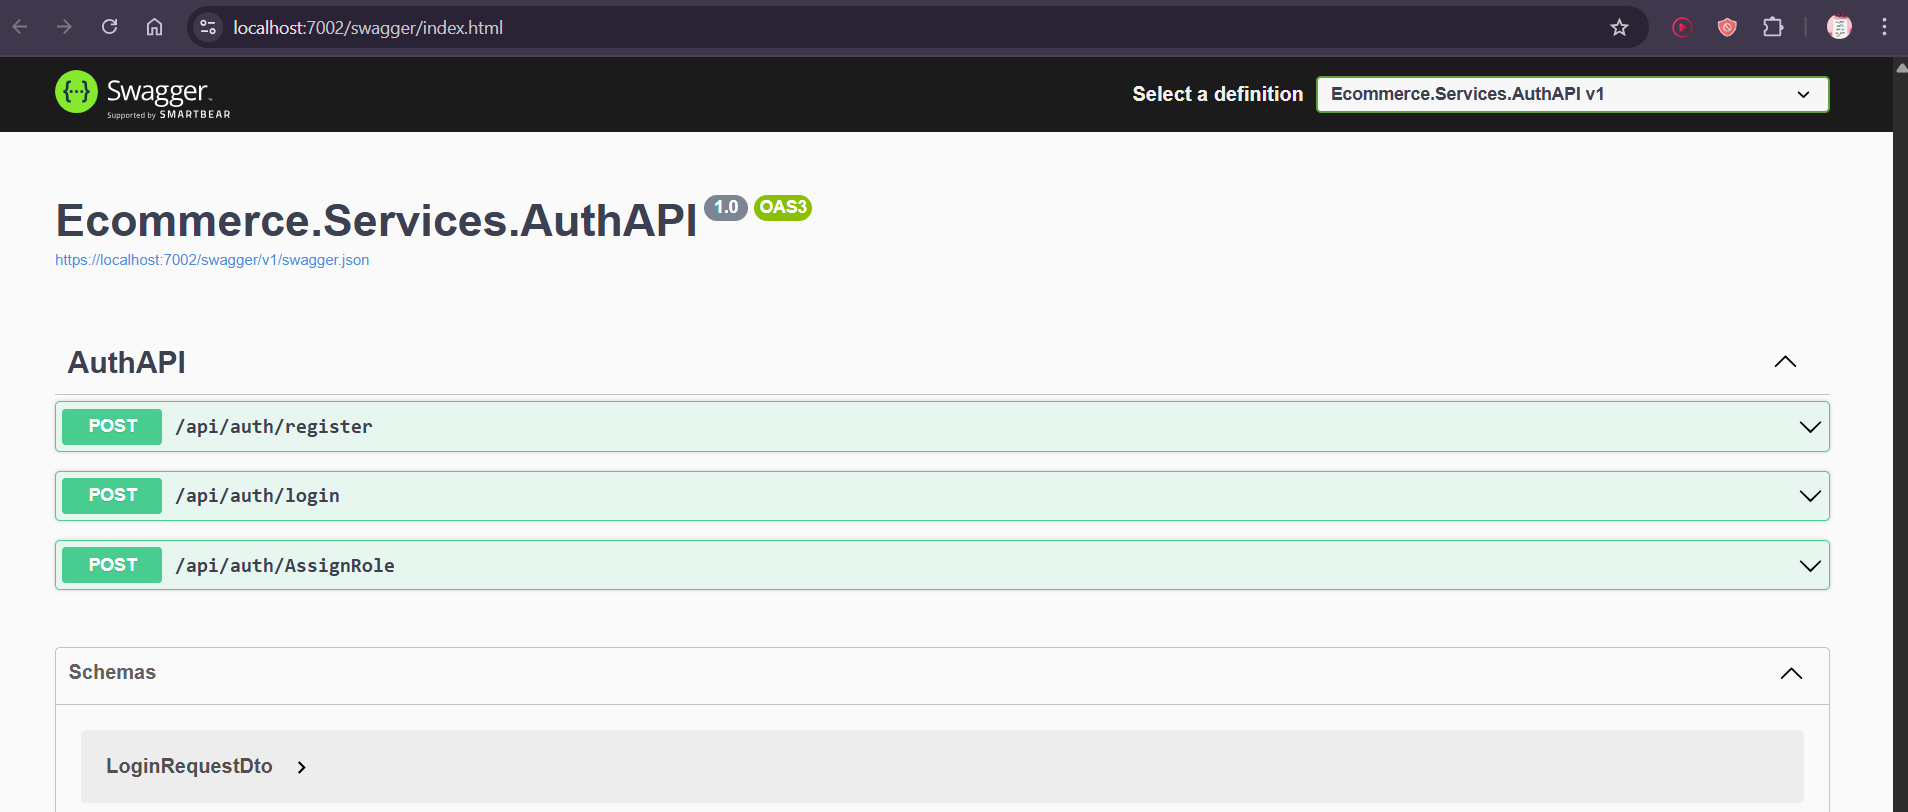 localhost:7002/swagger/index.html
Swagger
Supported by SMARTBEAR
Select a definition
Ecommerce.Services.AuthAPI v1
Ecommerce.Services.AuthAPI 1.0 OAS3
https://localhost:7002/swagger/v1/swagger.json
AuthAPI
POST /api/auth/register
POST /api/auth/login
POST /api/auth/AssignRole
Schemas
LoginRequestDto